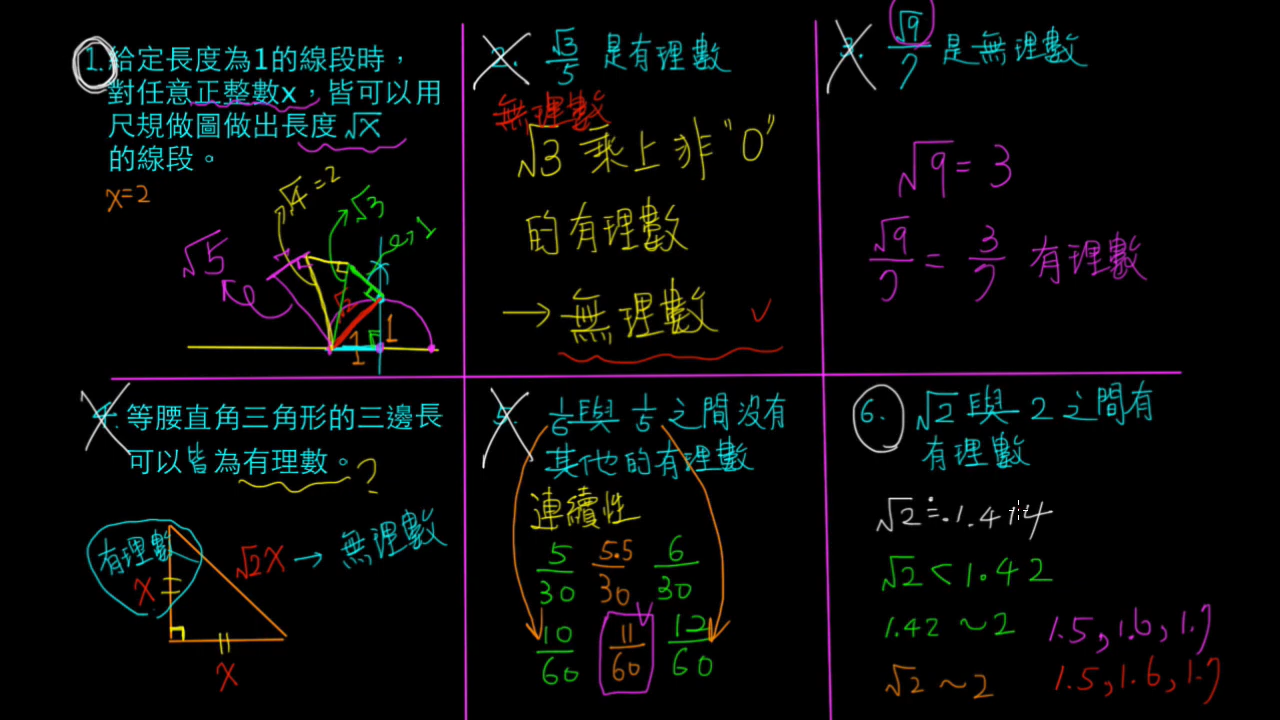 1. 給定長度為1的線段時，
對任意正整數x，皆可以用
尺規做圖做出長度 √x
的線段。
x=2
√4=2
√3
1
√5
√2
1
1
2. √3/5 是有理數
無理數
√3 乘上非"0"
的有理數
→ 無理數 ✓
3. √9/7 是無理數
√9 = 3
√9/7 = 3/7 有理數
4. 等腰直角三角形的三邊長
可以皆為有理數。?
有理數
x
√2x → 無理數
x
5. 1/6 與 1/5 之間沒有
其他的有理數
連續性
5/30 5.5/30 6/30
10/60 11/60 12/60
6. √2 與 2 之間有
有理數
√2 ≒ 1.414
√2 < 1.42
1.42 ~ 2 1.5, 1.6, 1.7
√2 ~ 2 1.5, 1.6, 1.7